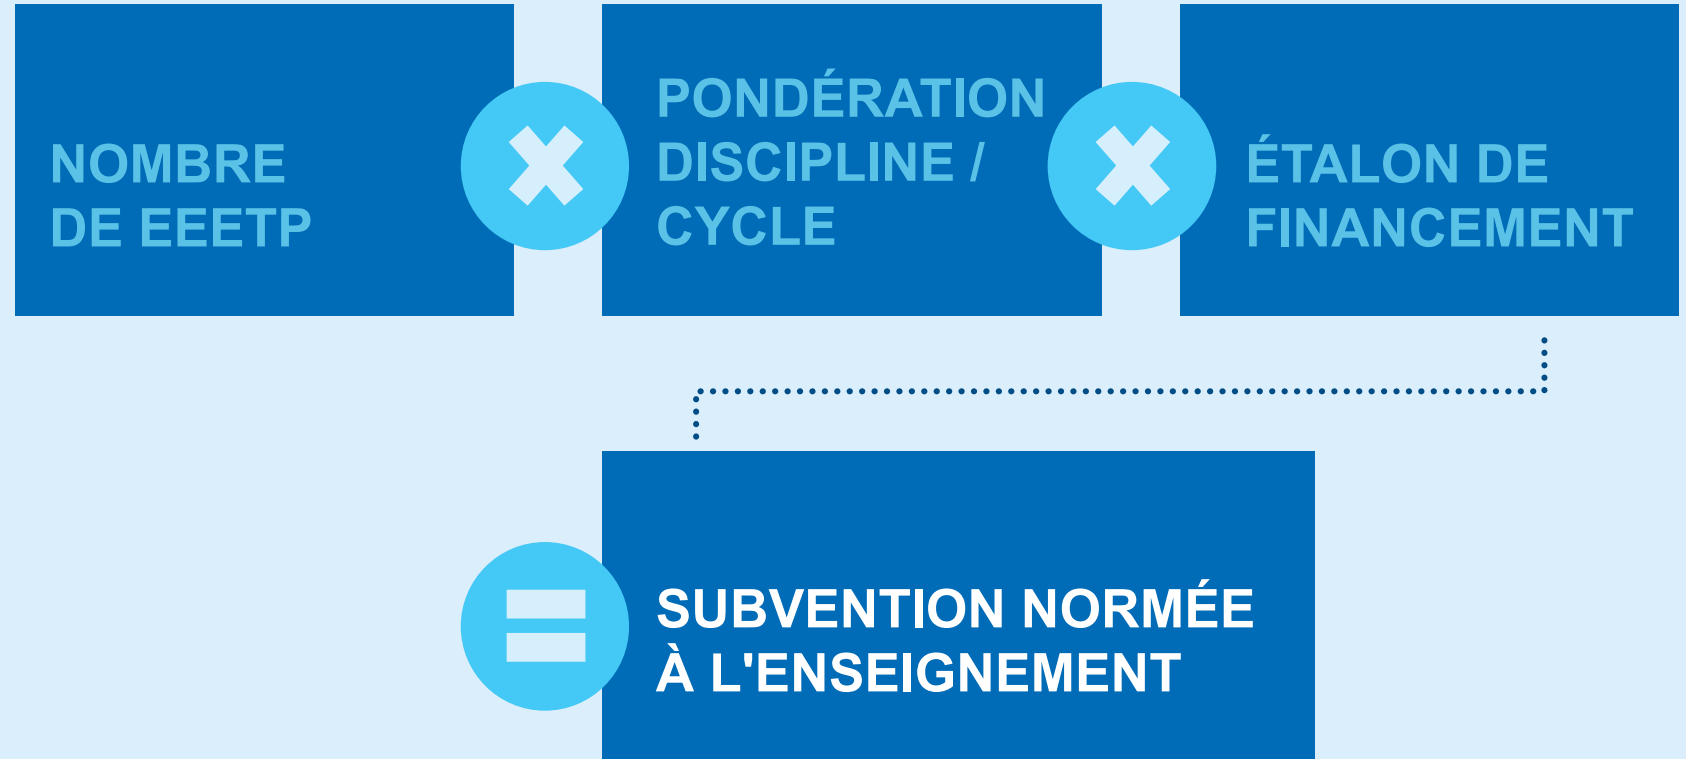 NOMBRE
DE EEETP
PONDÉRATION
DISCIPLINE /
CYCLE
ÉTALON DE
FINANCEMENT
SUBVENTION NORMÉE
À L'ENSEIGNEMENT